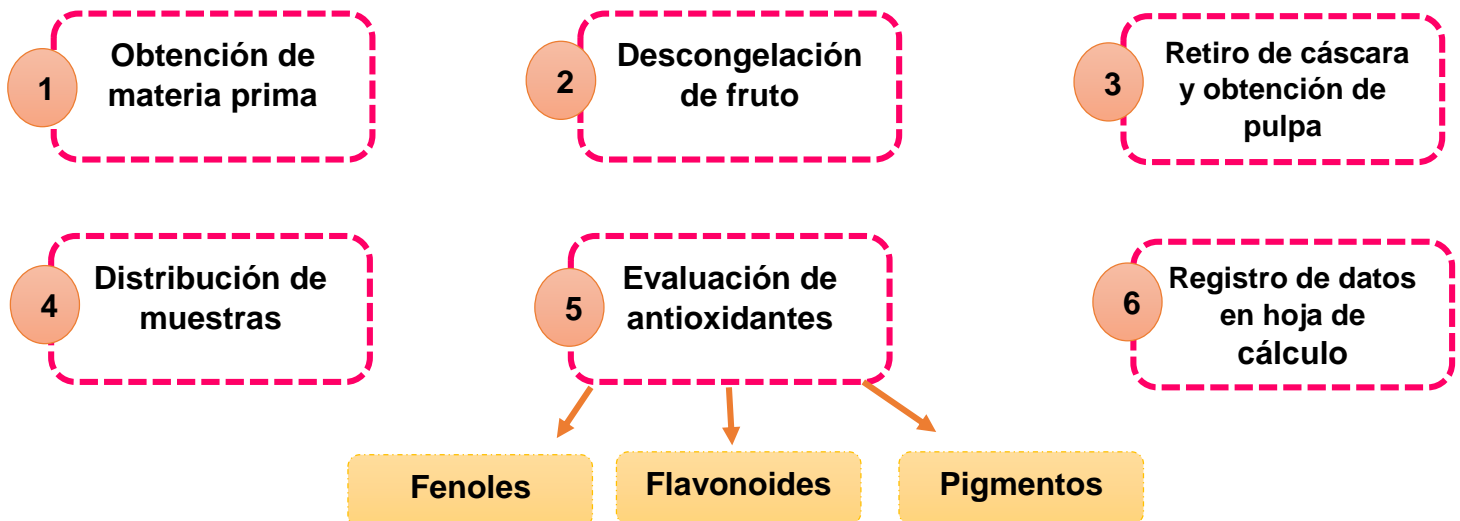 1
Obtención de
materia prima
2
Descongelación
de fruto
3
Retiro de cáscara
y obtención de
pulpa
4
Distribución de
muestras
5
Evaluación de
antioxidantes
6
Registro de datos
en hoja de
cálculo
Fenoles
Flavonoides
Pigmentos